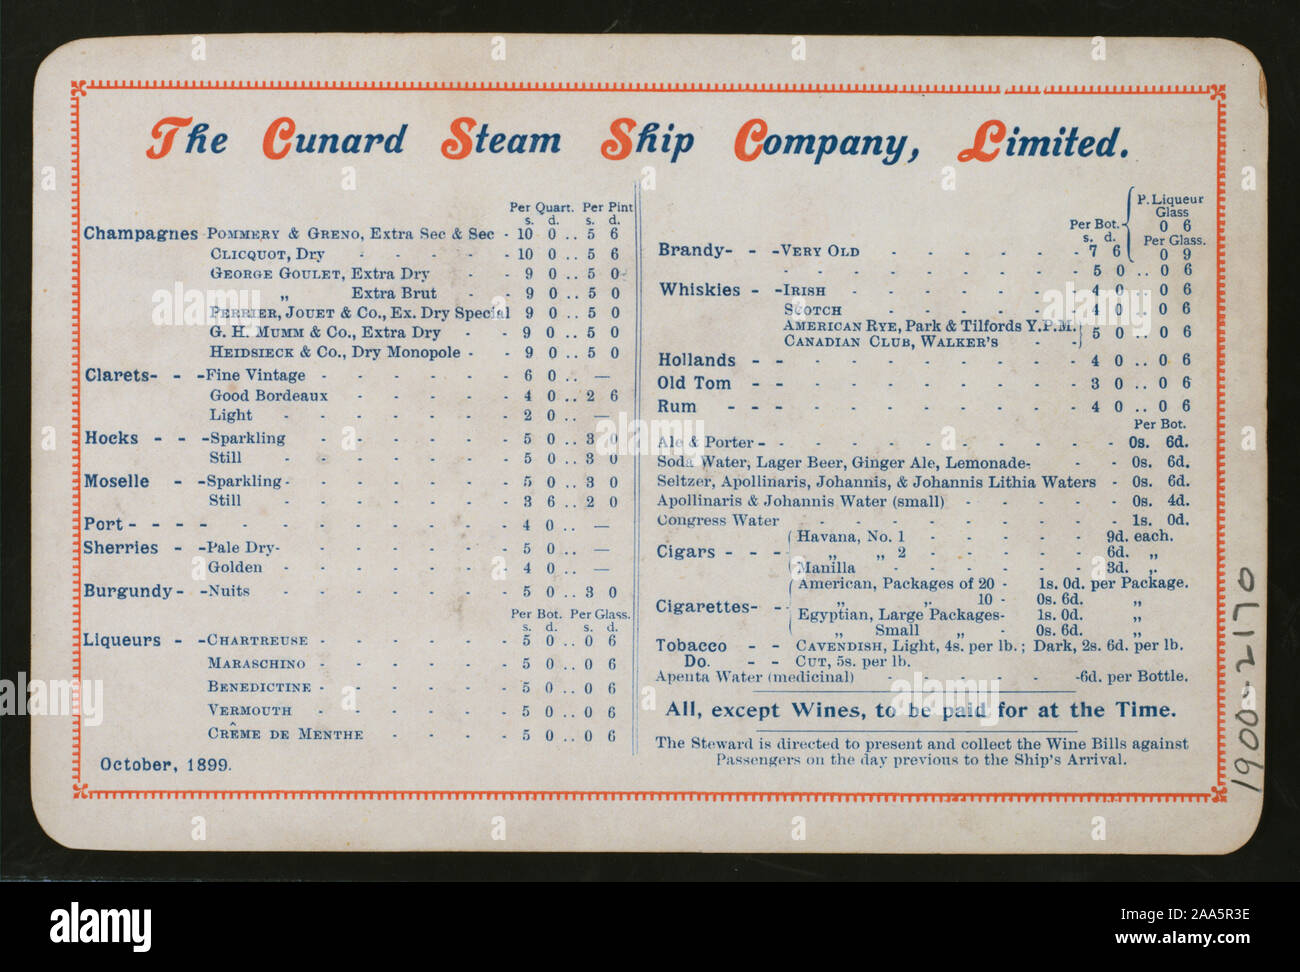 The Cunard Steam Ship Company, Limited.
Per Quart. Per Pint
s. d. s. d.
Champagnes - Pommery & Greno, Extra Sec & Sec - 10 0 .. 5 6
Clicquot, Dry - - - - - 10 0 .. 5 6
George Goulet, Extra Dry - - 9 0 .. 5 0
„ Extra Brut - - 9 0 .. 5 0
Perrier, Jouet & Co., Ex. Dry Special 9 0 .. 5 0
G. H. Mumm & Co., Extra Dry - - 9 0 .. 5 0
Heidsieck & Co., Dry Monopole - - 9 0 .. 5 0
Clarets- - -Fine Vintage - - - - - - 6 0 .. —
Good Bordeaux - - - - - 4 0 .. 2 6
Light - - - - - - - 2 0 .. —
Hocks - - -Sparkling - - - - - - 5 0 .. 3 0
Still - - - - - - - 5 0 .. 3 0
Moselle - -Sparkling- - - - - - - 5 0 .. 3 0
Still - - - - - - - 3 6 .. 2 0
Port - - - - - - - - - - - 4 0 .. —
Sherries - -Pale Dry- - - - - - - 5 0 .. —
Golden - - - - - - - 4 0 .. —
Burgundy- -Nuits - - - - - - - 5 0 .. 3 0
Per Bot. Per Glass.
s. d. s. d.
Liqueurs - -Chartreuse - - - - - - 5 0 .. 0 6
Maraschino - - - - - - 5 0 .. 0 6
Benedictine - - - - - - 5 0 .. 0 6
Vermouth - - - - - - 5 0 .. 0 6
Crême de Menthe - - - - 5 0 .. 0 6
October, 1899.
P. Liqueur
Glass
0 6
Per Bot.
s. d.
Per Glass.
Brandy- - -Very Old - - - - - - 7 6 0 9
- - - - - - - - 5 0 .. 0 6
Whiskies - -Irish - - - - - - - 4 0 .. 0 6
Scotch - - - - - - - 4 0 .. 0 6
American Rye, Park & Tilfords Y.P.M.
Canadian Club, Walker's - - 5 0 .. 0 6
Hollands - - - - - - - - - - 4 0 .. 0 6
Old Tom - - - - - - - - - - 3 0 .. 0 6
Rum - - - - - - - - - - - 4 0 .. 0 6
Per Bot.
Ale & Porter - - - - - - - - - - 0s. 6d.
Soda Water, Lager Beer, Ginger Ale, Lemonade- - - 0s. 6d.
Seltzer, Apollinaris, Johannis, & Johannis Lithia Waters - 0s. 6d.
Apollinaris & Johannis Water (small) - - - - - 0s. 4d.
Congress Water - - - - - - - - - 1s. 0d.
Havana, No. 1 - - - - - 9d. each.
Cigars - - - „ „ 2 - - - - - 6d. „
Manilla - - - - - - 3d. „
American, Packages of 20 - 1s. 0d. per Package.
Cigarettes- - „ „ 10 - 0s. 6d. „
Egyptian, Large Packages- 1s. 0d. „
„ Small „ - 0s. 6d. „
Tobacco - - Cavendish, Light, 4s. per lb.; Dark, 2s. 6d. per lb.
Do. - - Cut, 5s. per lb.
Apenta Water (medicinal) - - - - - -6d. per Bottle.
All, except Wines, to be paid for at the Time.
The Steward is directed to present and collect the Wine Bills against
Passengers on the day previous to the Ship's Arrival.
1900-2170
alamy
a
a
alamy
Image ID: 2AA5R3E
www.alamy.com